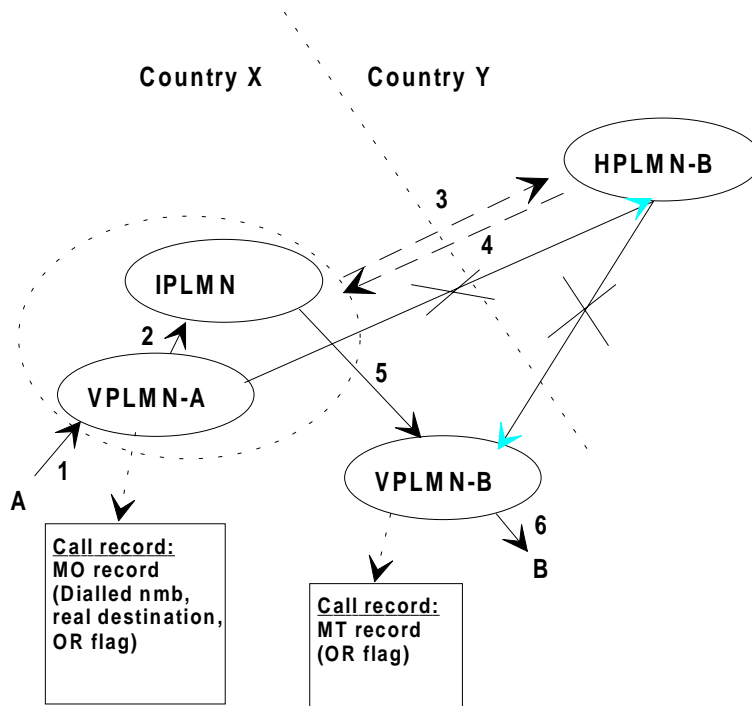 Country X
Country Y
HPLMN-B
3
4
IPLMN
2
VPLMN-A
5
1
A
VPLMN-B
6
B
Call record:
MO record
(Dialled nmb,
real destination,
OR flag)
Call record:
MT record
(OR flag)